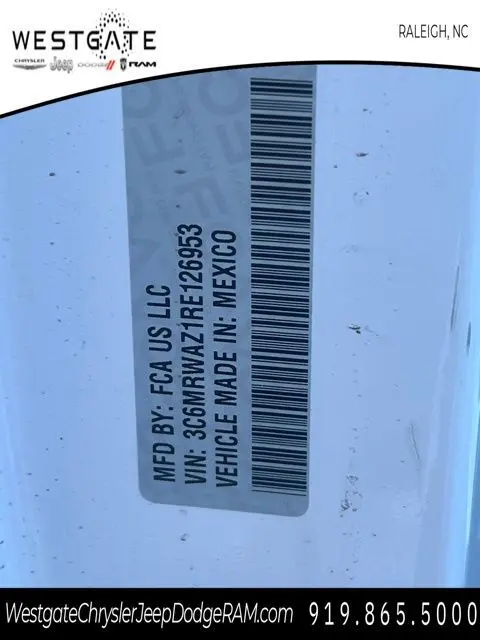 WESTGATE
CHRYSLER Jeep DODGE RAM
RALEIGH, NC
MFD BY: FCA US LLC
VIN: 3C6MRWAZ1RE126953
VEHICLE MADE IN: MEXICO
WestgateChryslerJeepDodgeRAM.com 919.865.5000